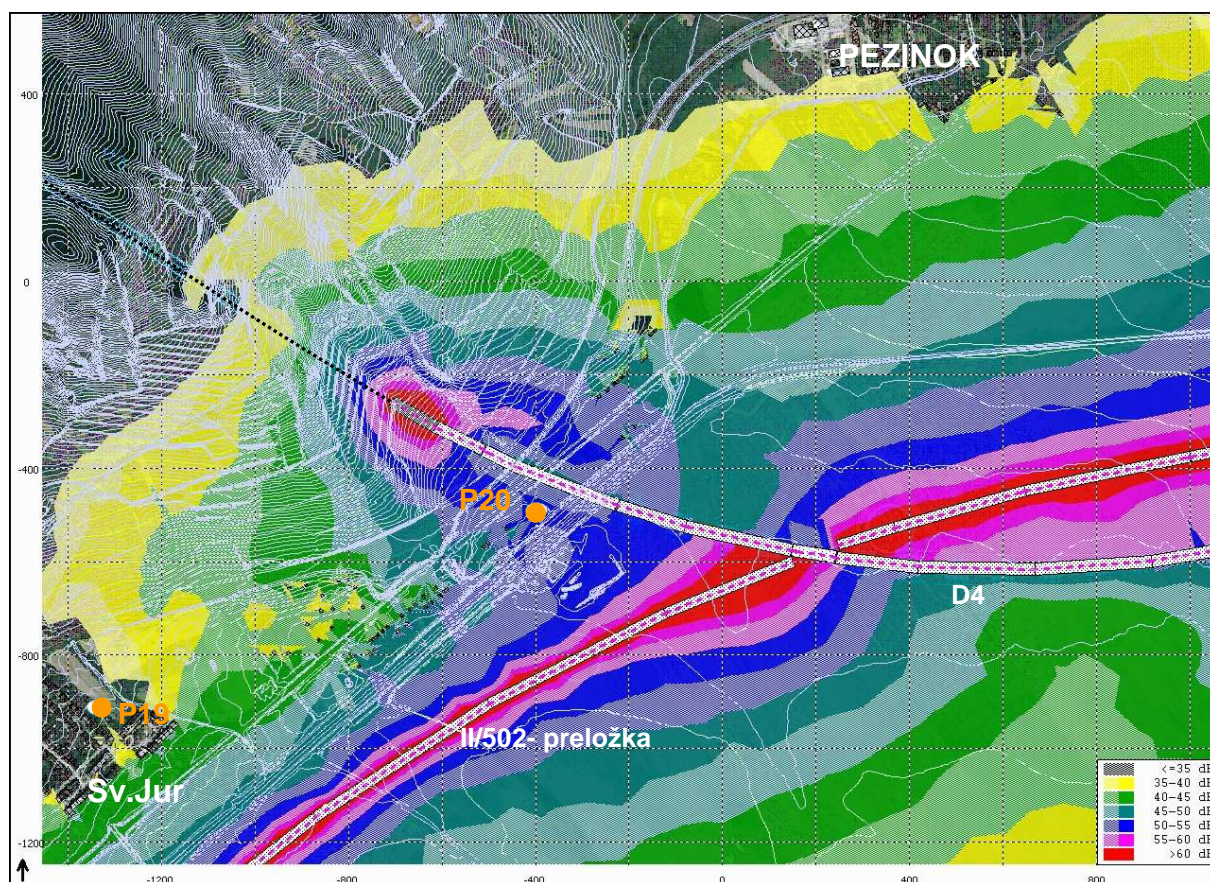 PEZINOK
400
0
-400
P20
D4
-800
P19
II/502- preložka
Sv.Jur
<=35 dB
35-40 dB
40-45 dB
45-50 dB
50-55 dB
55-60 dB
>60 dB
-1200
-1200
-800
-400
0
400
800